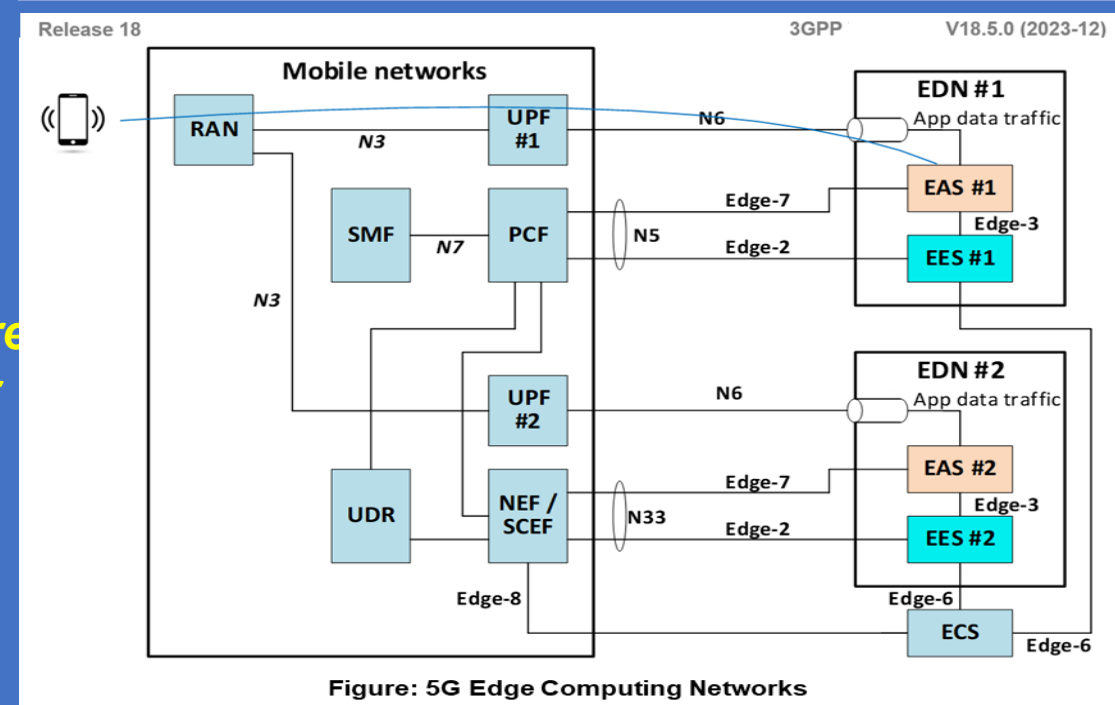 Release 18
3GPP
V18.5.0 (2023-12)
Mobile networks
EDN #1
App data traffic
RAN
UPF
#1
N6
N3
EAS #1
Edge-7
SMF
N7
PCF
N5
Edge-3
Edge-2
EES #1
N3
re
EDN #2
UPF
#2
N6
App data traffic
EAS #2
Edge-7
UDR
NEF /
SCEF
N33
Edge-3
Edge-2
EES #2
Edge-8
Edge-6
ECS
Edge-6
Figure: 5G Edge Computing Networks